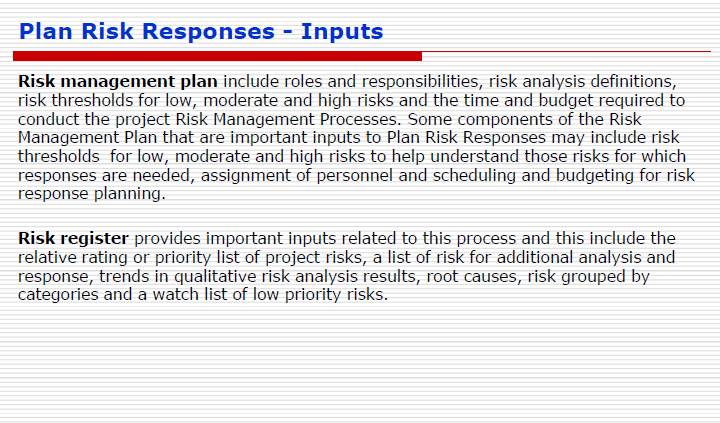 Plan Risk Responses - Inputs
Risk management plan include roles and responsibilities, risk analysis definitions,
risk thresholds for low, moderate and high risks and the time and budget required to
conduct the project Risk Management Processes. Some components of the Risk
Management Plan that are important inputs to Plan Risk Responses may include risk
thresholds  for low, moderate and high risks to help understand those risks for which
responses are needed, assignment of personnel and scheduling and budgeting for risk
response planning.
Risk register provides important inputs related to this process and this include the
relative rating or priority list of project risks, a list of risk for additional analysis and
response, trends in qualitative risk analysis results, root causes, risk grouped by
categories and a watch list of low priority risks.